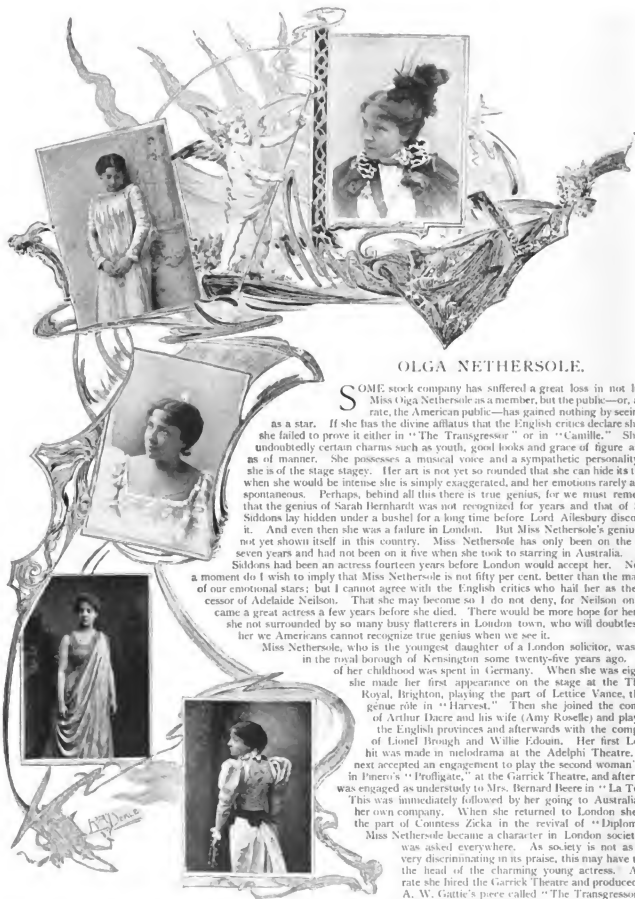 OLGA NETHERSOLE.
SOME stock company has suffered a great loss in not
Miss Olga Nethersole as a member, but the public—or,
rate, the American public—has gained nothing by seein
as a star. If she has the divine afflatus that the English critics declare sh
she failed to prove it either in "The Transgressor" or in "Camille." Sh
undoubtedly certain charms such as youth, good looks and grace of figure a
as of manner. She possesses a musical voice and a sympathetic personality
she is of the stage stagey. Her art is not yet so rounded that she can hide its
when she would be intense she is simply exaggerated, and her emotions rarely a
spontaneous. Perhaps, behind all this there is true genius, for we must rem
that the genius of Sarah Bernhardt was not recognized for years and that of
Siddons lay hidden under a bushel for a long time before Lord Ailesbury disco
it. And even then she was a failure in London. But Miss Nethersole's geniu
not yet shown itself in this country. Miss Nethersole has only been on the
seven years and had not been on it five when she took to starring in Australia.
Siddons had been an actress fourteen years before London would accept her. N
a moment do I wish to imply that Miss Nethersole is not fifty per cent. better than the ma
of our emotional stars; but I cannot agree with the English critics who hail her as the
cessor of Adelaide Neilson. That she may become so I do not deny, for Neilson on
came a great actress a few years before she died. There would be more hope for her
she not surrounded by so many busy flatterers in London town, who will doubtles
her we Americans cannot recognize true genius when we see it.
Miss Nethersole, who is the youngest daughter of a London solicitor, was
in the royal borough of Kensington some twenty-five years ago.
of her childhood was spent in Germany. When she was eig
she made her first appearance on the stage at the T
Royal, Brighton, playing the part of Lettice Vance, t
génue rôle in "Harvest." Then she joined the con
of Arthur Dacre and his wife (Amy Roselle) and play
the English provinces and afterwards with the comp
of Lionel Brough and Willie Edouin. Her first L
hit was made in melodrama at the Adelphi Theatre.
next accepted an engagement to play the second woman'
in Pinero's "Profligate," at the Garrick Theatre, and after
was engaged as understudy to Mrs. Bernard Beere in "La T
This was immediately followed by her going to Australia
her own company. When she returned to London she
the part of Countess Zicka in the revival of "Diplom
Miss Nethersole became a character in London societ
was asked everywhere. As society is not as
very discriminating in its praise, this may have
the head of the charming young actress. A
rate she hired the Garrick Theatre and produced
A. W. Gattie's piece called "The Transgressor